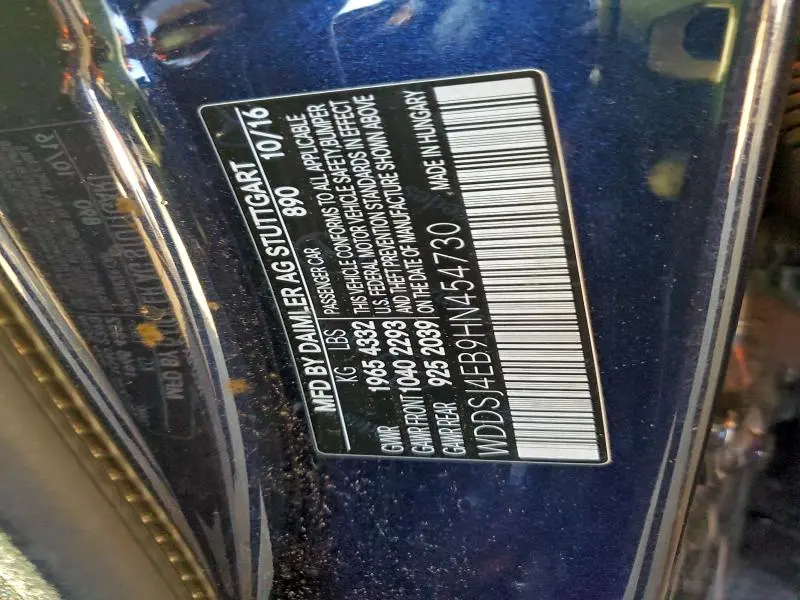 MFD BY DAIMLER AG STUTTGART
890 10/16
KG LBS PASSENGER CAR
THIS VEHICLE CONFORMS TO ALL APPLICABLE
GVWR 1965 4332 U.S. FEDERAL MOTOR VEHICLE SAFETY, BUMPER
GAWR FRONT 1040 2293 AND THEFT PREVENTION STANDARDS IN EFFECT
GAWR REAR 925 2039 ON THE DATE OF MANUFACTURE SHOWN ABOVE
WDDSJ4EB9HN454730 MADE IN HUNGARY